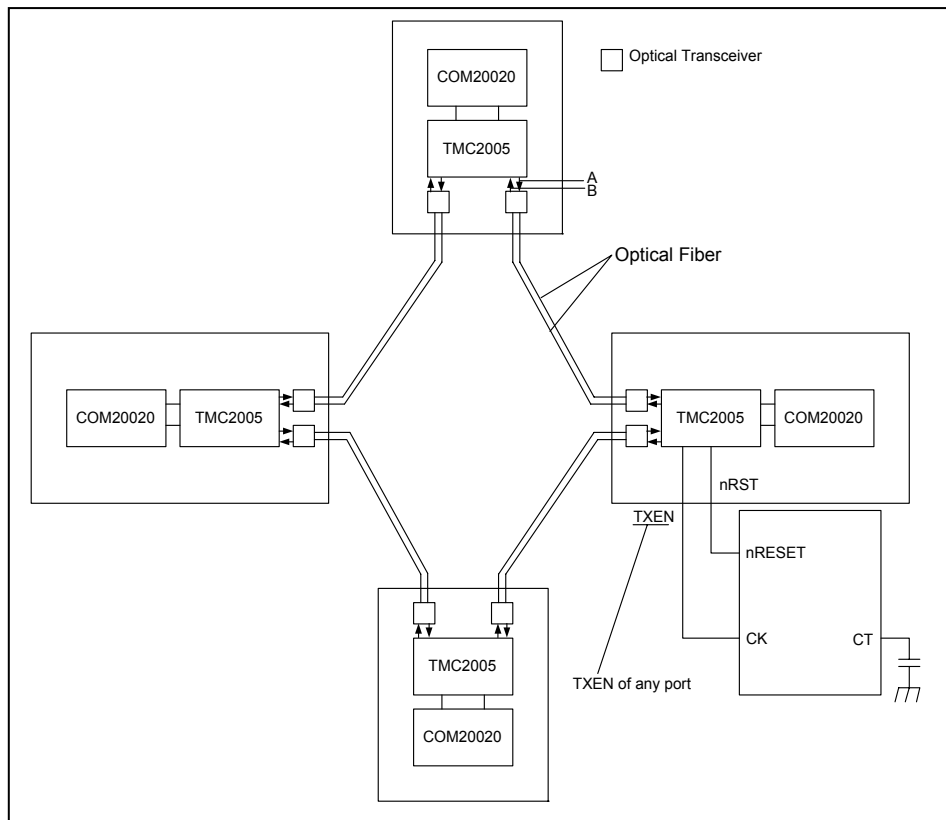 COM20020
Optical Transceiver
TMC2005
A
B
Optical Fiber
COM20020
TMC2005
TMC2005
COM20020
nRST
TXEN
nRESET
CK
CT
TMC2005
TXEN of any port
COM20020